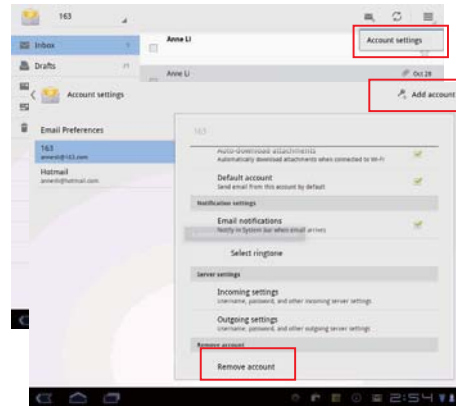 163
Inbox
Anne Li
Account settings
Drafts
21
Anne Li
Oct 28
Account settings
Add account
Email Preferences
163
163
Hotmail
Auto-download attachments
Automatically download attachments when connected to Wi-Fi
Default account
Send email from this account by default
Notification settings
Email notifications
Notify in System bar when email arrives
Select ringtone
Server settings
Incoming settings
Username, password, and other incoming server settings
Outgoing settings
Username, password, and other outgoing server settings
Remove account
Remove account
2:54